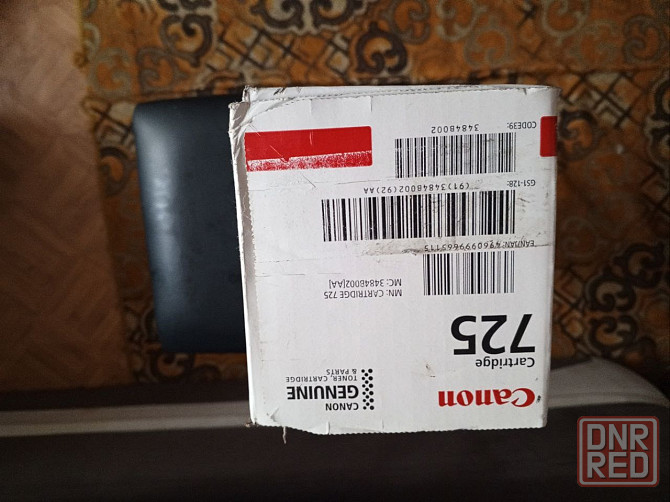 Canon
Cartridge
725
CANON
GENUINE
TONER, CARTRIDGE
& PARTS
MN: CARTRIDGE 725
MC: 3484B002[AA]
EAN/JAN: 4960999665115
GS1-128:
(91)3484B002(92)AA
CODE39:
3484B002
DNR
RED